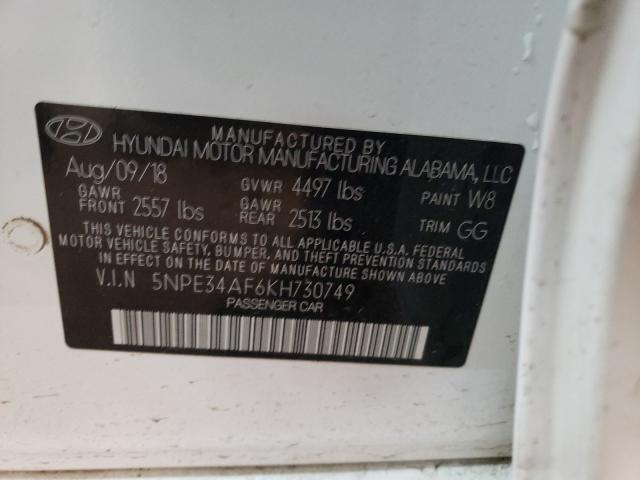 MANUFACTURED BY
HYUNDAI MOTOR MANUFACTURING ALABAMA, LLC
Aug/09/18 GVWR 4497 lbs PAINT W8
GAWR FRONT 2557 lbs GAWR REAR 2513 lbs TRIM GG
THIS VEHICLE CONFORMS TO ALL APPLICABLE U.S.A. FEDERAL
MOTOR VEHICLE SAFETY, BUMPER, AND THEFT PREVENTION
STANDARDS IN EFFECT ON THE DATE OF MANUFACTURE SHOWN ABOVE
V.I.N 5NPE34AF6KH730749
PASSENGER CAR